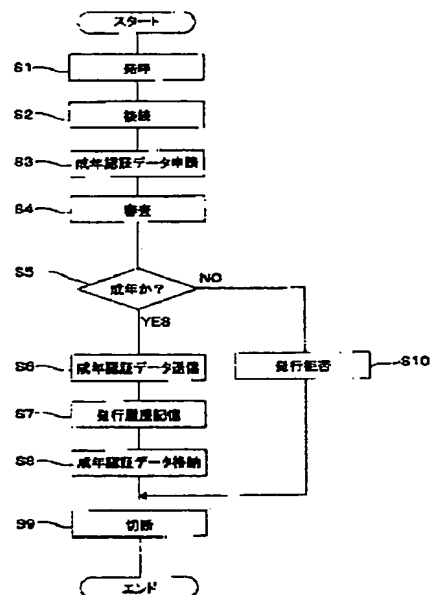 スタート
S1 発呼
S2 接続
S3 成年認証データ申請
S4 審査
S5 成年か? NO
YES
S6 成年認証データ送信
発行拒否 S10
S7 発行履歴記憶
S8 成年認証データ格納
S9 切断
エンド